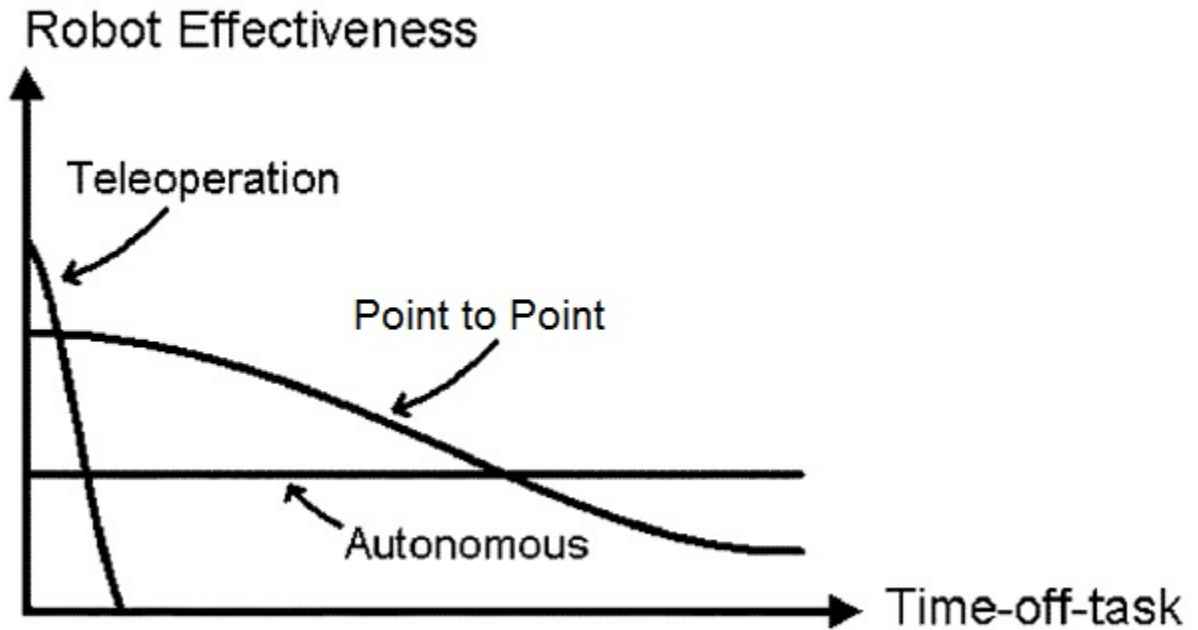 Robot Effectiveness
Teleoperation
Point to Point
Autonomous
Time-off-task